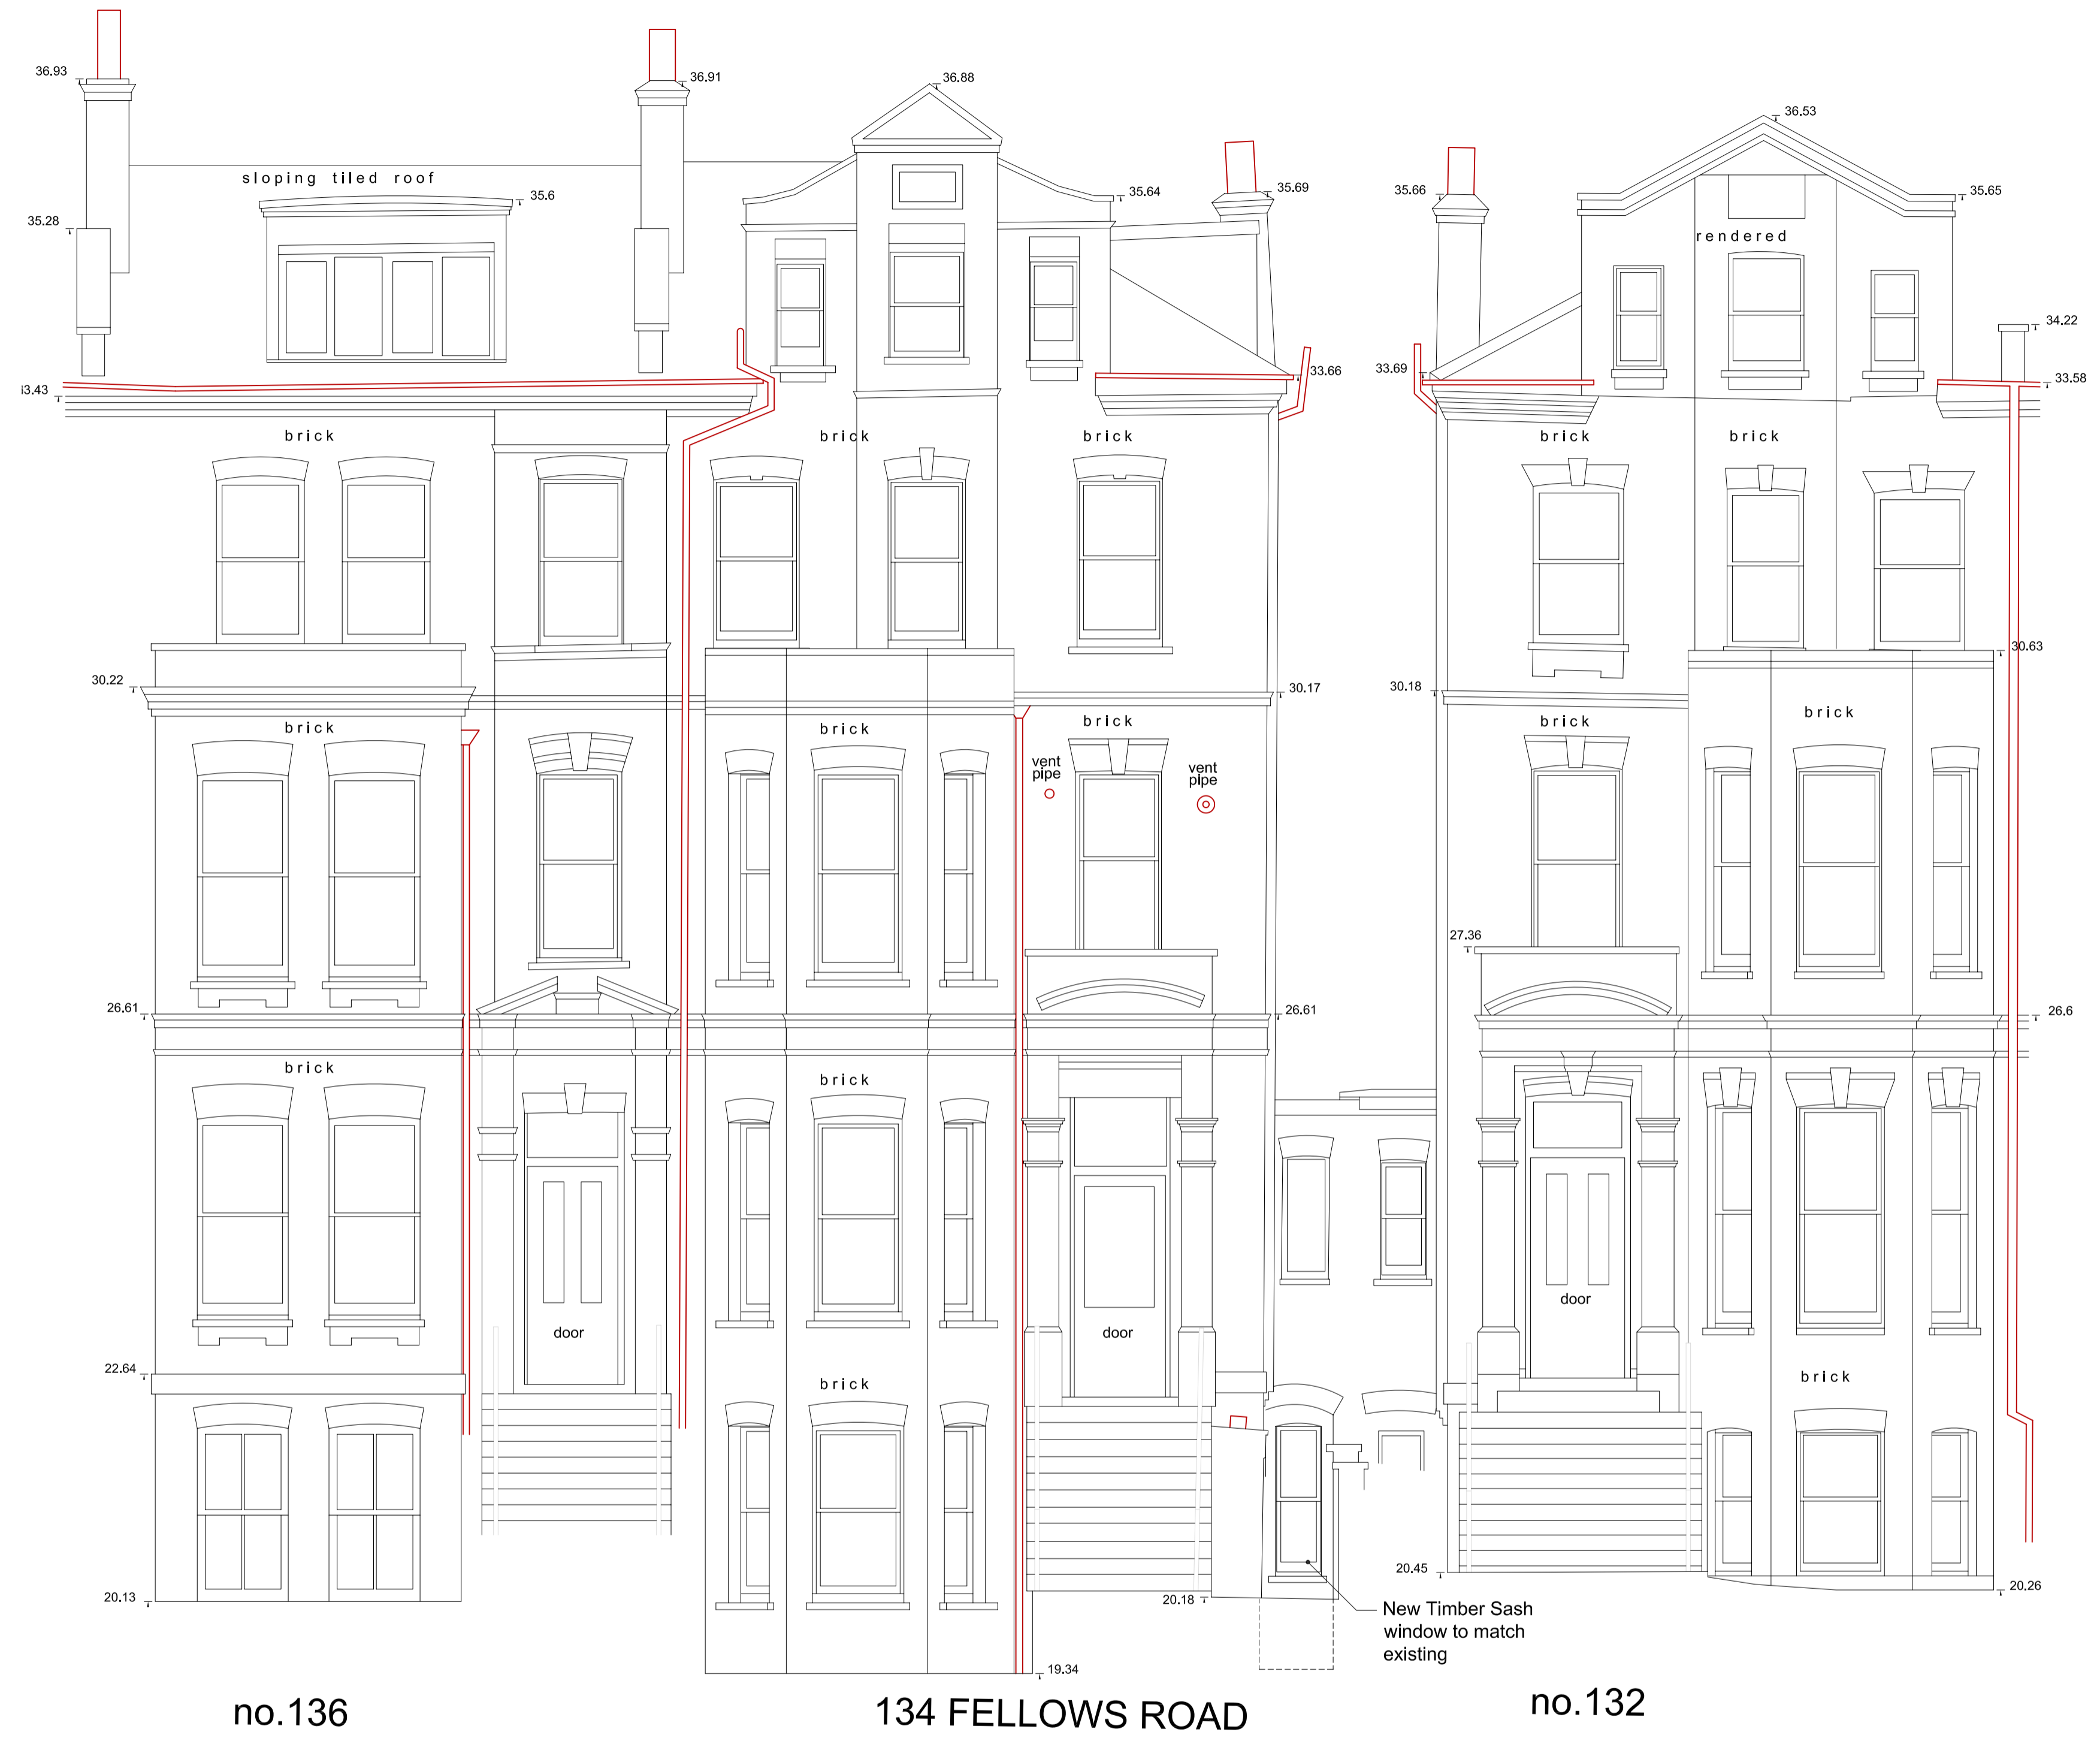 36.93
36.91
36.88
36.53
sloping tiled roof
35.6
35.64
35.69
35.66
35.65
35.28
rendered
34.22
33.66
33.69
33.58
3.43
brick
brick
brick
brick
brick
30.63
30.22
30.17
30.18
brick
brick
brick
brick
brick
vent
pipe
vent
pipe
27.36
26.61
26.61
26.6
brick
brick
door
door
door
22.64
brick
brick
20.45
20.13
20.18
20.26
New Timber Sash
window to match
existing
19.34
no.136
134 FELLOWS ROAD
no.132